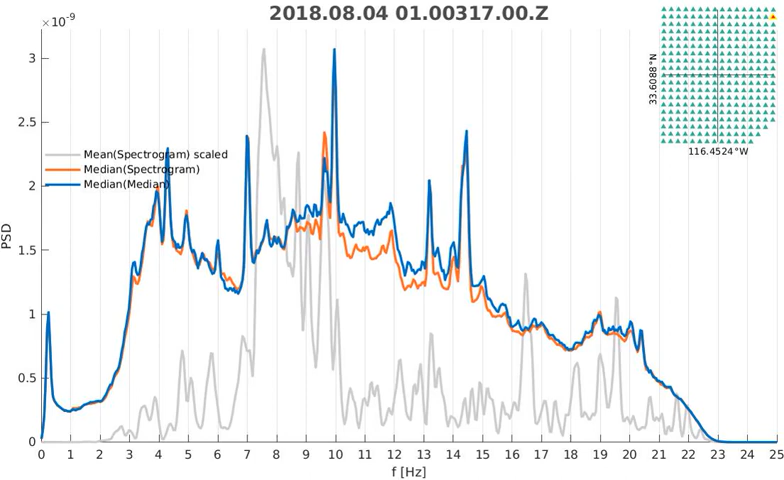 2018.08.04 01.00317.00.Z
×10⁻⁹
3
2.5
2
1.5
1
0.5
0
PSD
Mean(Spectrogram) scaled
Median(Spectrogram)
Median(Median)
33.6088°N
116.4524°W
0 1 2 3 4 5 6 7 8 9 10 11 12 13 14 15 16 17 18 19 20 21 22 23 24 25
f [Hz]